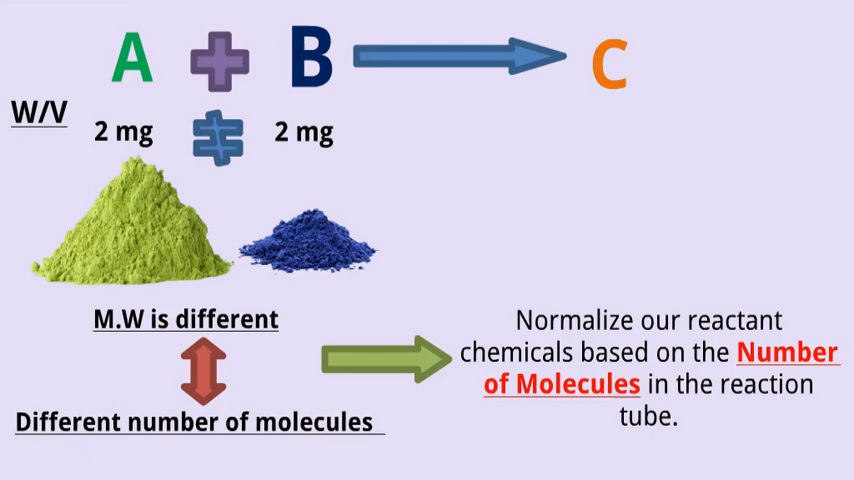 A + B C
W/V
2 mg ≠ 2 mg
M.W is different
Different number of molecules
Normalize our reactant
chemicals based on the Number
of Molecules in the reaction
tube.